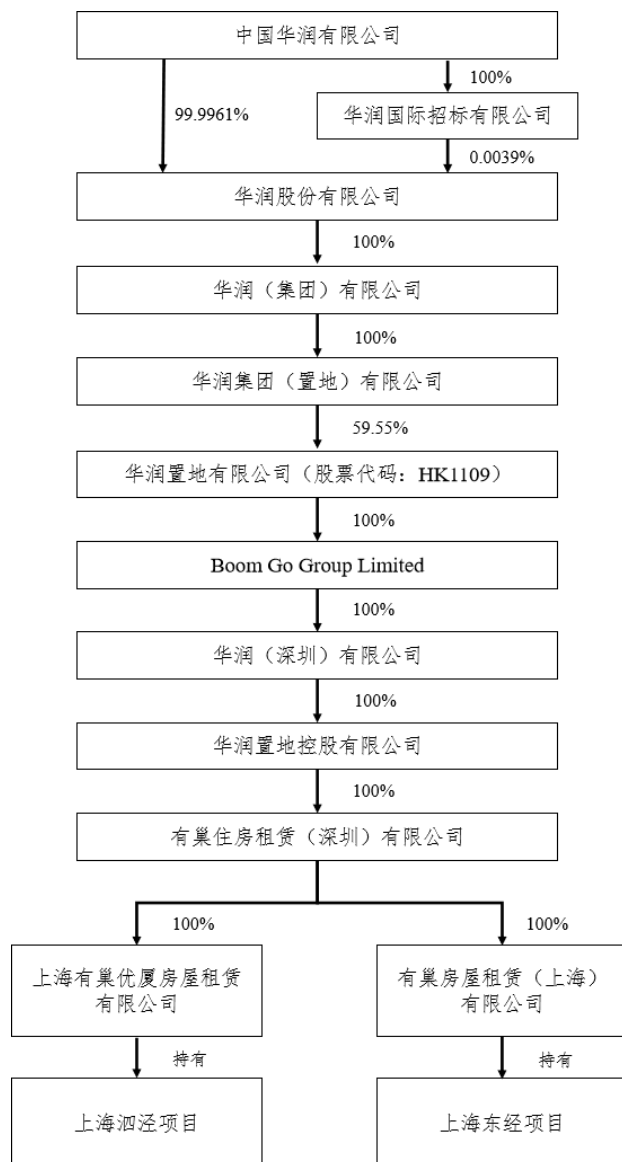 中国华润有限公司
100%
99.9961%
华润国际招标有限公司
0.0039%
华润股份有限公司
100%
华润（集团）有限公司
100%
华润集团（置地）有限公司
59.55%
华润置地有限公司（股票代码：HK1109）
100%
Boom Go Group Limited
100%
华润（深圳）有限公司
100%
华润置地控股有限公司
100%
有巢住房租赁（深圳）有限公司
100%
100%
上海有巢优厦房屋租赁
有限公司
有巢房屋租赁（上海）
有限公司
持有
持有
上海泗泾项目
上海东经项目